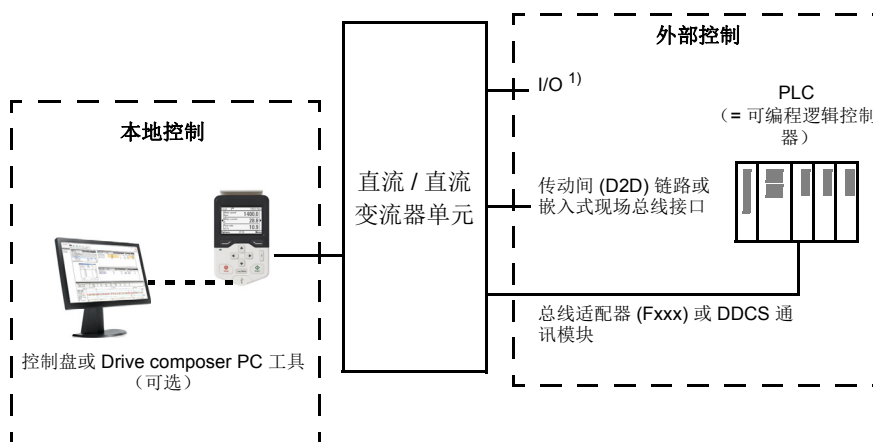 外部控制
I/O 1)
PLC
（= 可编程逻辑控制
器）
本地控制
直流 / 直流
变流器单元
传动间 (D2D) 链路或
嵌入式现场总线接口
总线适配器 (Fxxx) 或 DDCS 通
讯模块
控制盘或 Drive composer PC 工具
（可选）